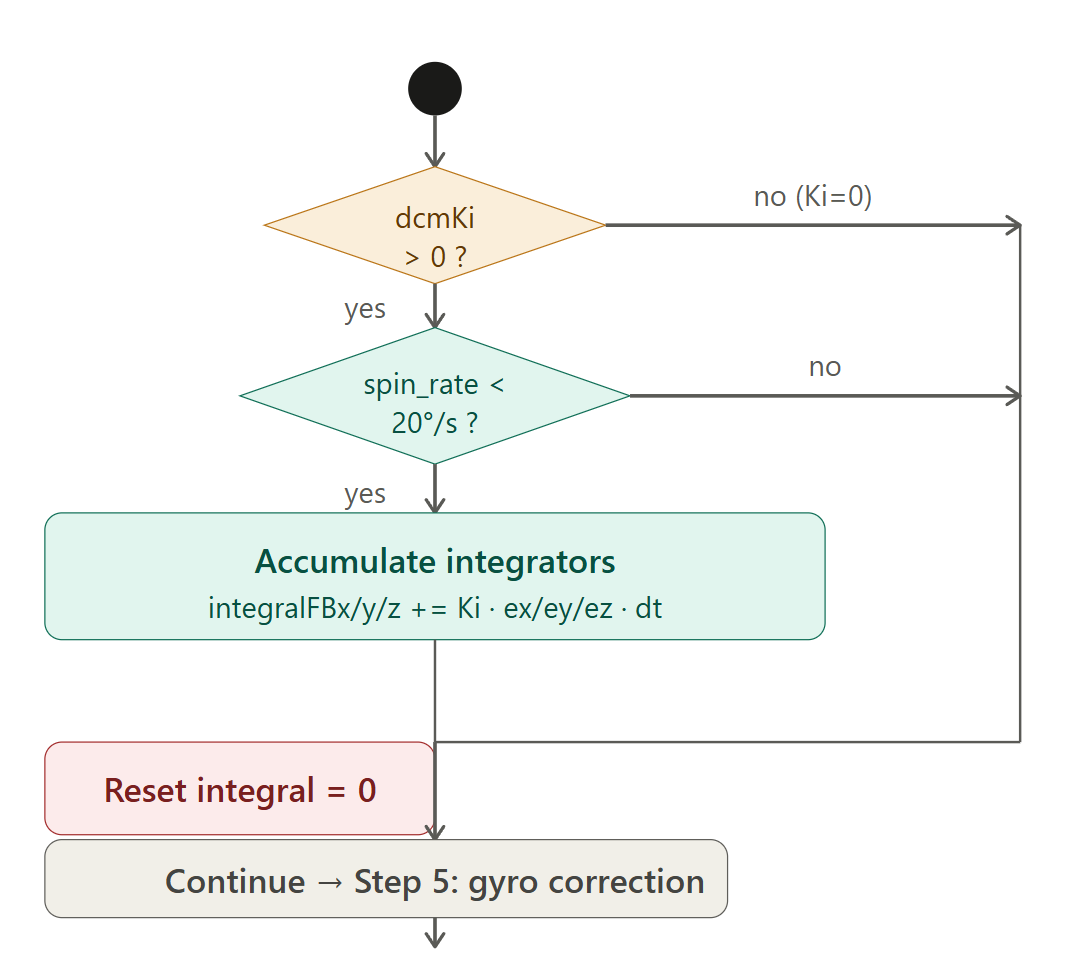 dcmKi
> 0 ?
no (Ki=0)
yes
spin_rate <
20°/s ?
no
yes
Accumulate integrators
integralFBx/y/z += Ki · ex/ey/ez · dt
Reset integral = 0
Continue → Step 5: gyro correction